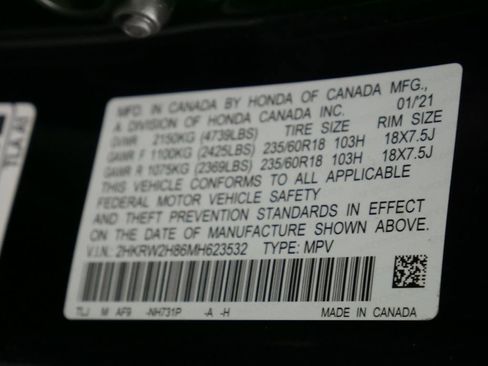 MFD. IN CANADA BY HONDA OF CANADA MFG.,
A DIVISION OF HONDA CANADA INC. 01/'21
GVWR 2150KG (4739LBS) TIRE SIZE RIM SIZE
GAWR F 1100KG (2425LBS) 235/60R18 103H 18X7.5J
GAWR R 1075KG (2369LBS) 235/60R18 103H 18X7.5J
THIS VEHICLE CONFORMS TO ALL APPLICABLE
FEDERAL MOTOR VEHICLE SAFETY
AND THEFT PREVENTION STANDARDS IN EFFECT
ON THE DATE OF MANUFACTURE SHOWN ABOVE.
V.I.N.: 2HKRW2H86MH623532 TYPE: MPV
TLJ M AF9 -NH731P -A -H MADE IN CANADA
TLA A0